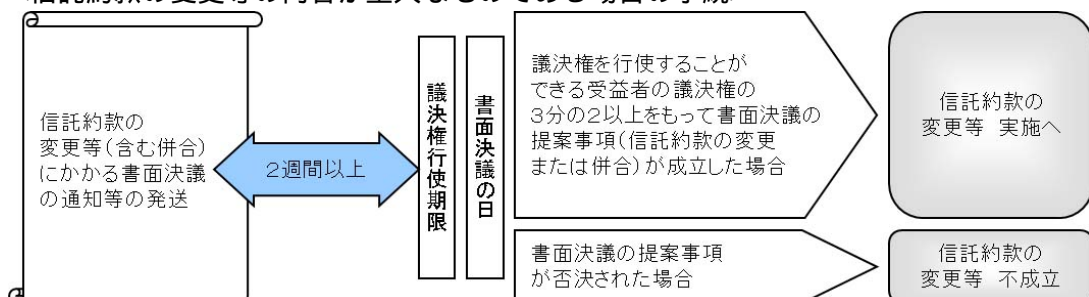 信託約款の変更等の内容が重大なものである場合の手続
信託約款の
変更等(含む併合)
にかかる書面決議
の通知等の発送
2週間以上
議決権行使期限
書面決議の日
議決権を行使することが
できる受益者の議決権の
3分の2以上をもって書面決議の
提案事項(信託約款の変更
または併合)が成立した場合
信託約款の
変更等 実施へ
書面決議の提案事項
が否決された場合
信託約款の
変更等 不成立